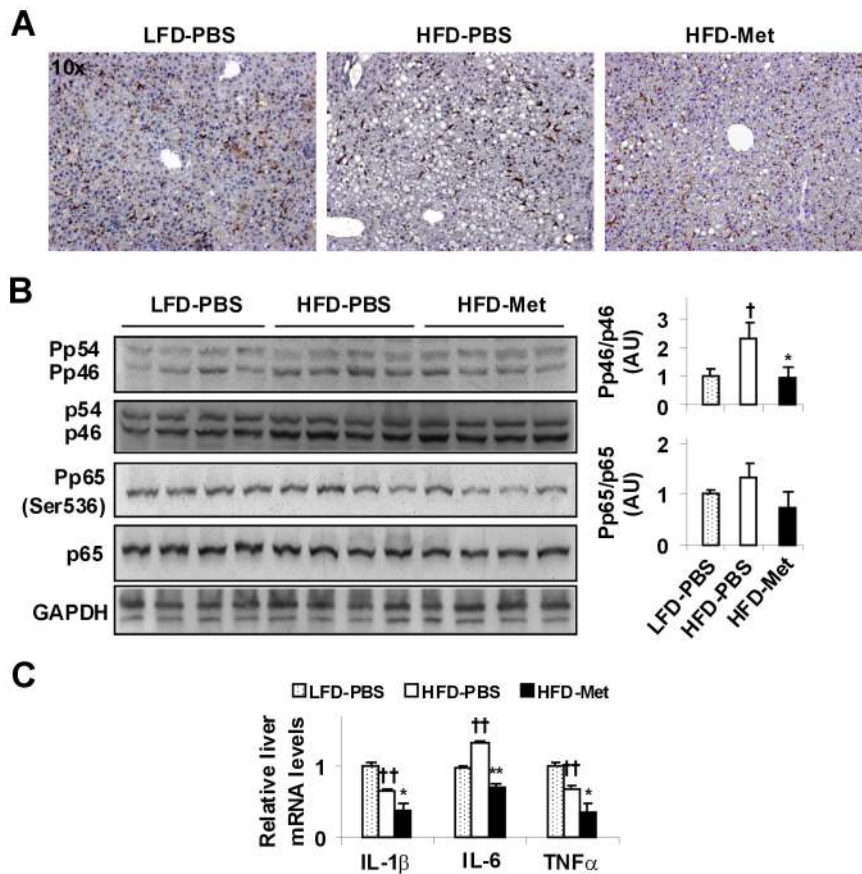 A
LFD-PBS HFD-PBS HFD-Met
10x
B
LFD-PBS HFD-PBS HFD-Met
Pp54
Pp46
p54
p46
Pp65
(Ser536)
p65
GAPDH
Pp46/p46
(AU)
3
2
1
0
†
*
Pp65/p65
(AU)
2
1
0
LFD-PBS HFD-PBS HFD-Met
C
LFD-PBS HFD-PBS HFD-Met
Relative liver
mRNA levels
1
0
†† * †† ** †† *
IL-1β IL-6 TNFα